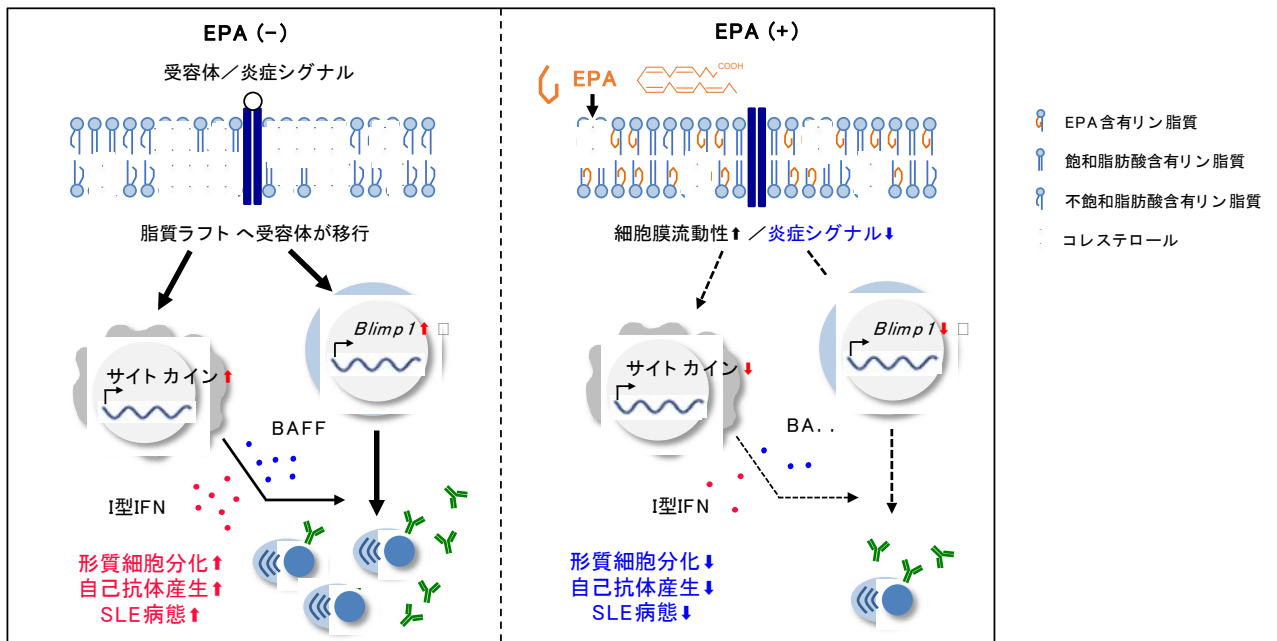 EPA (−)
受容体／炎症シグナル
脂質ラフトへ受容体が移行
Blimp1⬆ □
サイトカイン⬆
BAFF
I型IFN
形質細胞分化⬆
自己抗体産生⬆
SLE病態⬆
EPA (+)
EPA
COOH
細胞膜流動性⬆／炎症シグナル⬇
Blimp1⬇ □
サイトカイン⬇
BA..
I型IFN
形質細胞分化⬇
自己抗体産生⬇
SLE病態⬇
EPA含有リン脂質
飽和脂肪酸含有リン脂質
不飽和脂肪酸含有リン脂質
コレステロール